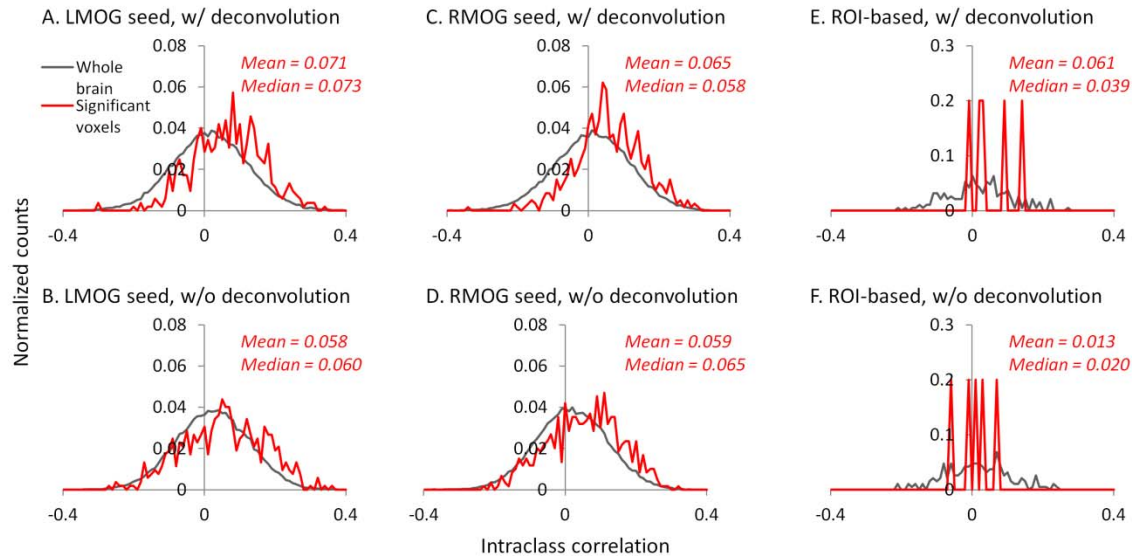 A. LMOG seed, w/ deconvolution
0.08
Mean = 0.071
Median = 0.073
Whole
brain
Significant
voxels
0.06
0.04
0.02
0
-0.4
0
0.4
C. RMOG seed, w/ deconvolution
0.08
Mean = 0.065
Median = 0.058
0.06
0.04
0.02
0
-0.4
0
0.4
E. ROI-based, w/ deconvolution
0.3
Mean = 0.061
Median = 0.039
0.2
0.1
0
-0.4
0
0.4
B. LMOG seed, w/o deconvolution
0.08
Mean = 0.058
Median = 0.060
0.06
0.04
0.02
0
-0.4
0
0.4
D. RMOG seed, w/o deconvolution
0.08
Mean = 0.059
Median = 0.065
0.06
0.04
0.02
0
-0.4
0
0.4
F. ROI-based, w/o deconvolution
0.3
Mean = 0.013
Median = 0.020
0.2
0.1
0
-0.4
0
0.4
Normalized counts
Intraclass correlation